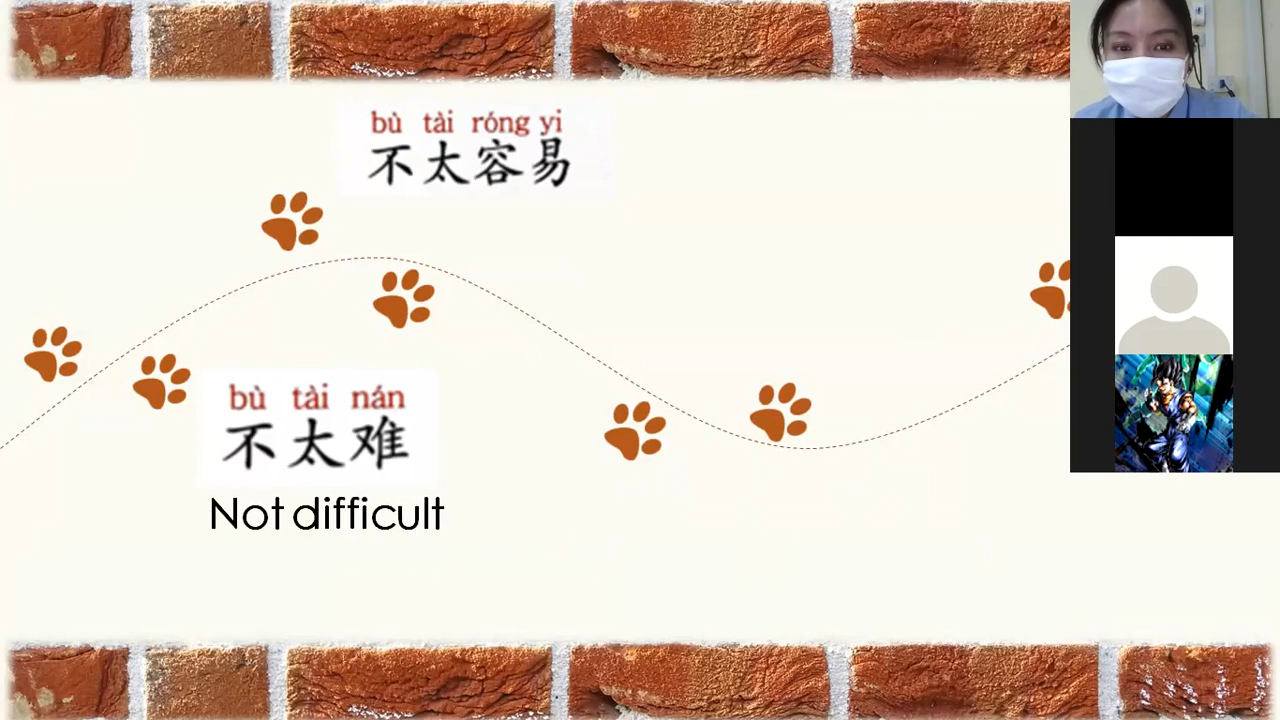 bù tài róng yi
不太容易
bù tài nán
不太难
Not difficult